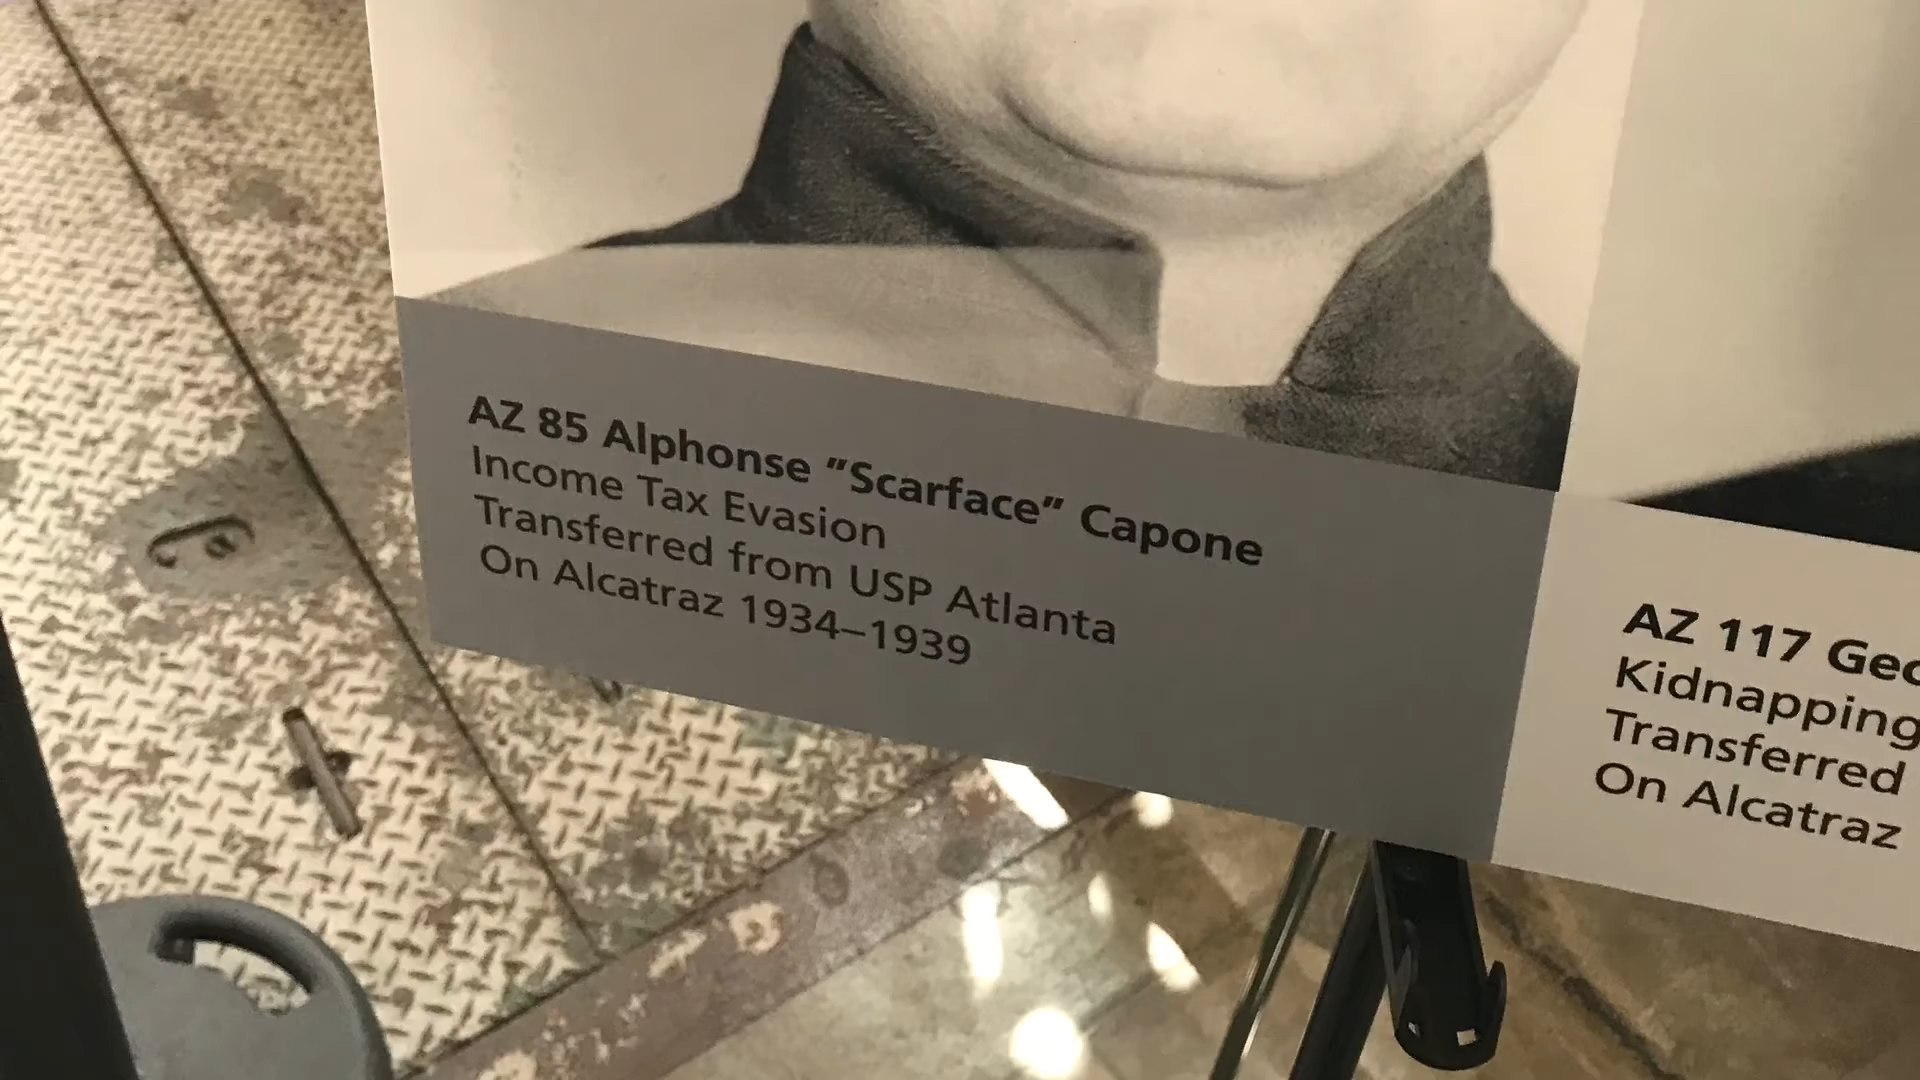 AZ 85 Alphonse "Scarface" Capone
Income Tax Evasion
Transferred from USP Atlanta
On Alcatraz 1934–1939
AZ 117
Kidnapping
Transferred
On Alcatraz